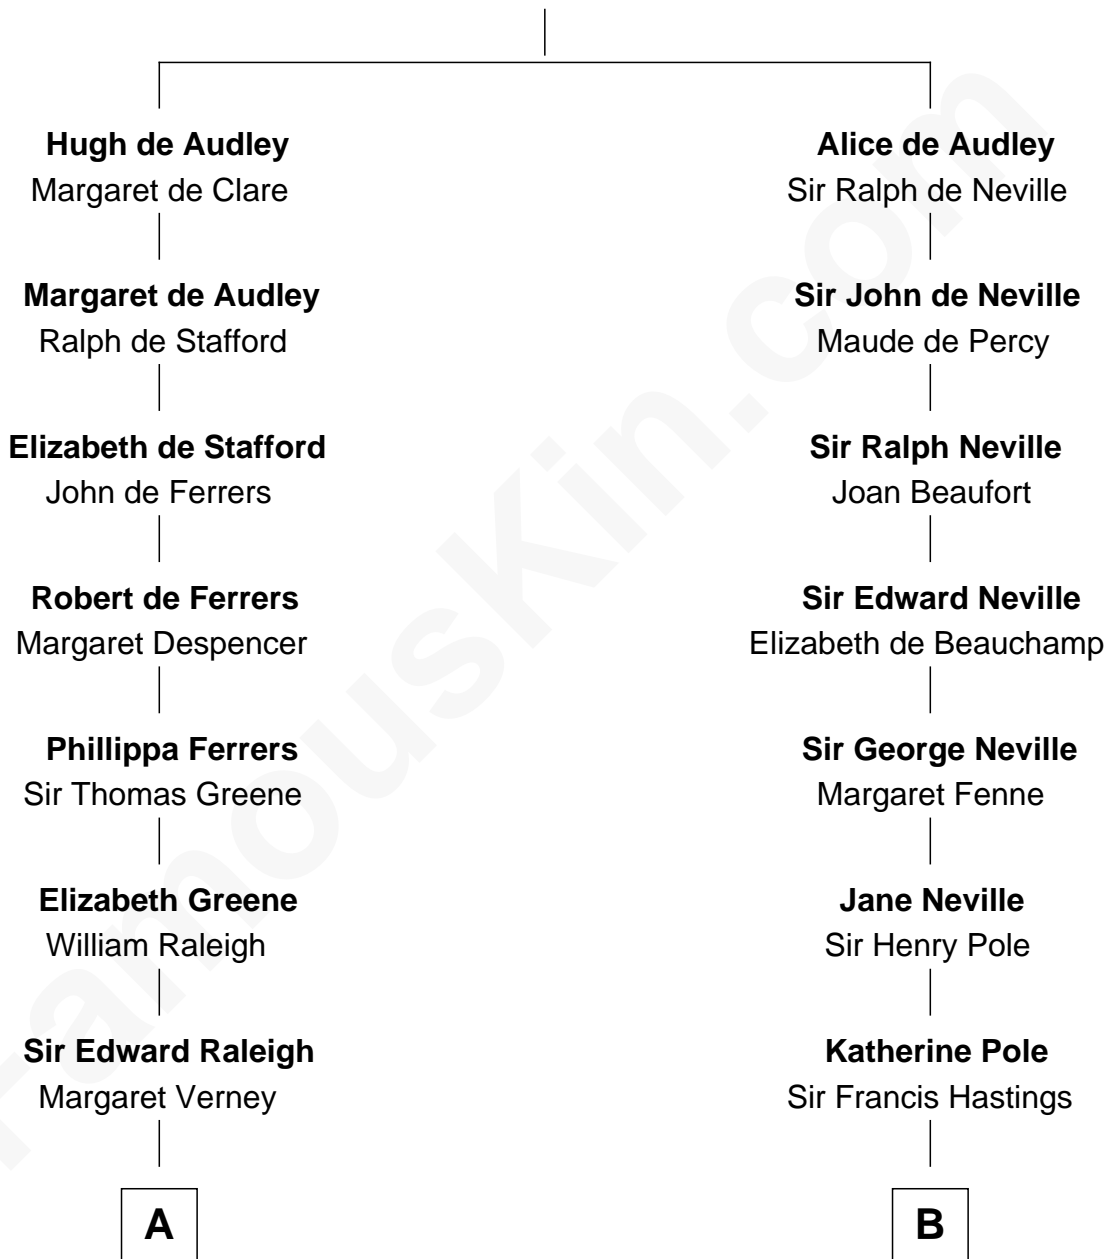 Hugh de Audley
Margaret de Clare
Margaret de Audley
Ralph de Stafford
Elizabeth de Stafford
John de Ferrers
Robert de Ferrers
Margaret Despencer
Phillippa Ferrers
Sir Thomas Greene
Elizabeth Greene
William Raleigh
Sir Edward Raleigh
Margaret Verney
A
Alice de Audley
Sir Ralph de Neville
Sir John de Neville
Maude de Percy
Sir Ralph Neville
Joan Beaufort
Sir Edward Neville
Elizabeth de Beauchamp
Sir George Neville
Margaret Fenne
Jane Neville
Sir Henry Pole
Katherine Pole
Sir Francis Hastings
B
FamousKin.com